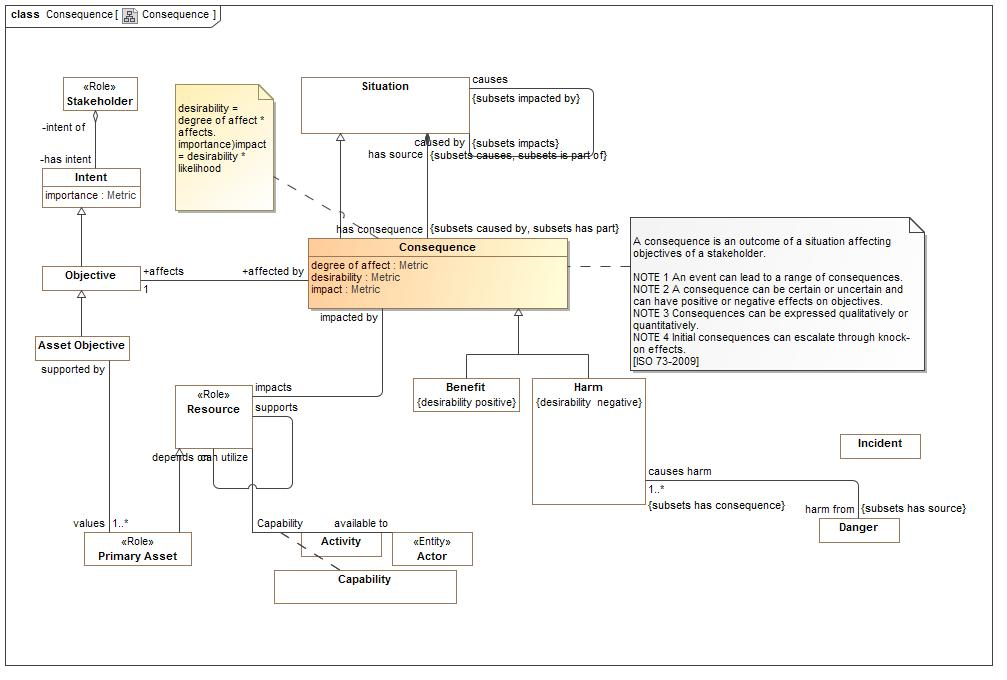 class Consequence [ Consequence ]
«Role»
Stakeholder
-intent of
-has intent
Intent
importance : Metric
desirability =
degree of affect *
affects.
importance)impact
= desirability *
likelihood
Situation
causes
{subsets impacted by}
caused by
{subsets impacts}
has source
{subsets causes, subsets is part of}
has consequence
{subsets caused by, subsets has part}
Consequence
degree of affect : Metric
desirability : Metric
impact : Metric
A consequence is an outcome of a situation affecting
objectives of a stakeholder.
NOTE 1 An event can lead to a range of consequences.
NOTE 2 A consequence can be certain or uncertain and
can have positive or negative effects on objectives.
NOTE 3 Consequences can be expressed qualitatively or
quantitatively.
NOTE 4 Initial consequences can escalate through knock-
on effects.
[ISO 73-2009]
Objective
+affects
1
+affected by
Asset Objective
supported by
impacted by
impacts
«Role»
Resource
supports
depends on
can utilize
Benefit
{desirability positive}
Harm
{desirability negative}
Incident
causes harm
1..*
{subsets has consequence}
harm from
{subsets has source}
Danger
values
1..*
«Role»
Primary Asset
Capability
available to
Activity
«Entity»
Actor
Capability